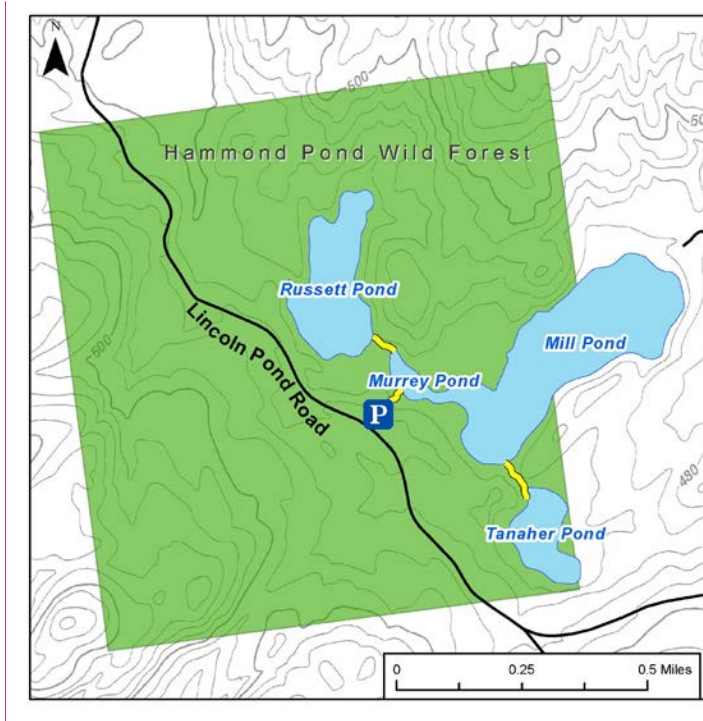 N
500
50
Hammond Pond Wild Forest
Russett Pond
Mill Pond
500
Lincoln Pond Road
Murrey Pond
P
480
Tanaher Pond
0 0.25 0.5 Miles